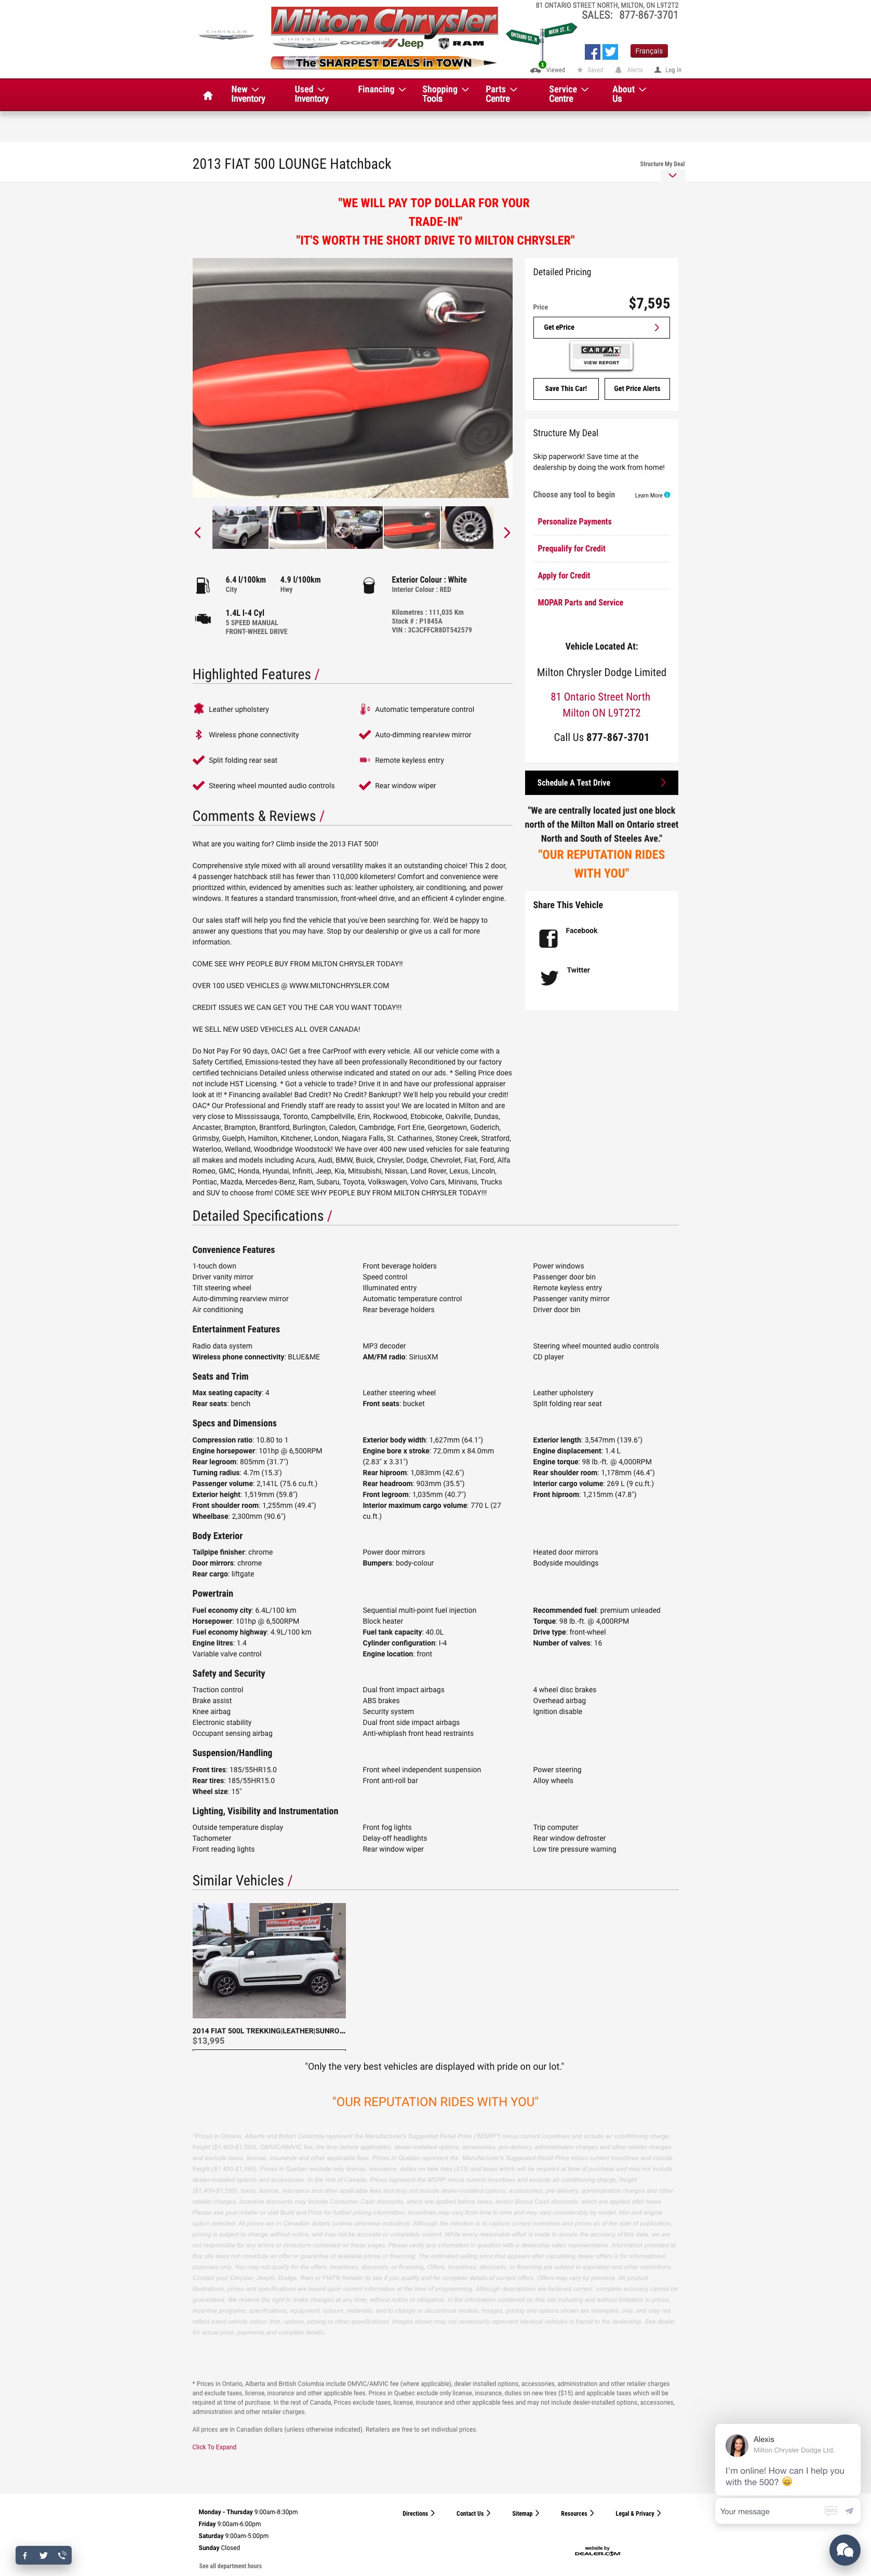 81 ONTARIO STREET NORTH, MILTON, ON L9T2T2
SALES: 877-867-3701
Milton Chrysler
CHRYSLER
CHRYSLER DODGE Jeep RAM
The SHARPEST DEALS in TOWN
ONTARIO ST. N. MAIN ST. E.
Français
1 Viewed Saved Alerts Log In
New Inventory
Used Inventory
Financing
Shopping Tools
Parts Centre
Service Centre
About Us
2013 FIAT 500 LOUNGE Hatchback
Structure My Deal
"WE WILL PAY TOP DOLLAR FOR YOUR
TRADE-IN"
"IT'S WORTH THE SHORT DRIVE TO MILTON CHRYSLER"
Detailed Pricing
Price $7,595
Get ePrice
CARFAX
CANADA
VIEW REPORT
Save This Car! Get Price Alerts
Structure My Deal
Skip paperwork! Save time at the
dealership by doing the work from home!
Choose any tool to begin Learn More
Personalize Payments
Prequalify for Credit
Apply for Credit
MOPAR Parts and Service
Vehicle Located At:
Milton Chrysler Dodge Limited
81 Ontario Street North
Milton ON L9T2T2
Call Us 877-867-3701
Schedule A Test Drive
"We are centrally located just one block
north of the Milton Mall on Ontario street
North and South of Steeles Ave."
"OUR REPUTATION RIDES
WITH YOU"
Share This Vehicle
Facebook
Twitter
6.4 l/100km 4.9 l/100km
City Hwy
Exterior Colour : White
Interior Colour : RED
1.4L I-4 Cyl
5 SPEED MANUAL
FRONT-WHEEL DRIVE
Kilometres : 111,035 Km
Stock # : P1845A
VIN : 3C3CFFCR8DT542579
Highlighted Features /
Leather upholstery Automatic temperature control
Wireless phone connectivity Auto-dimming rearview mirror
Split folding rear seat Remote keyless entry
Steering wheel mounted audio controls Rear window wiper
Comments & Reviews /
What are you waiting for? Climb inside the 2013 FIAT 500!
Comprehensive style mixed with all around versatility makes it an outstanding choice! This 2 door,
4 passenger hatchback still has fewer than 110,000 kilometers! Comfort and convenience were
prioritized within, evidenced by amenities such as: leather upholstery, air conditioning, and power
windows. It features a standard transmission, front-wheel drive, and an efficient 4 cylinder engine.
Our sales staff will help you find the vehicle that you've been searching for. We'd be happy to
answer any questions that you may have. Stop by our dealership or give us a call for more
information.
COME SEE WHY PEOPLE BUY FROM MILTON CHRYSLER TODAY!!
OVER 100 USED VEHICLES @ WWW.MILTONCHRYSLER.COM
CREDIT ISSUES WE CAN GET YOU THE CAR YOU WANT TODAY!!!
WE SELL NEW USED VEHICLES ALL OVER CANADA!
Do Not Pay For 90 days, OAC! Get a free CarProof with every vehicle. All our vehicle come with a
Safety Certified, Emissions-tested they have all been professionally Reconditioned by our factory
certified technicians Detailed unless otherwise indicated and stated on our ads. * Selling Price does
not include HST Licensing. * Got a vehicle to trade? Drive it in and have our professional appraiser
look at it! * Financing available! Bad Credit? No Credit? Bankrupt? We'll help you rebuild your credit!
OAC* Our Professional and Friendly staff are ready to assist you! We are located in Milton and are
very close to Misssissauga, Toronto, Campbellville, Erin, Rockwood, Etobicoke, Oakville, Dundas,
Ancaster, Brampton, Brantford, Burlington, Caledon, Cambridge, Fort Erie, Georgetown, Goderich,
Grimsby, Guelph, Hamilton, Kitchener, London, Niagara Falls, St. Catharines, Stoney Creek, Stratford,
Waterloo, Welland, Woodbridge Woodstock! We have over 400 new used vehicles for sale featuring
all makes and models including Acura, Audi, BMW, Buick, Chrysler, Dodge, Chevrolet, Fiat, Ford, Alfa
Romeo, GMC, Honda, Hyundai, Infiniti, Jeep, Kia, Mitsubishi, Nissan, Land Rover, Lexus, Lincoln,
Pontiac, Mazda, Mercedes-Benz, Ram, Subaru, Toyota, Volkswagen, Volvo Cars, Minivans, Trucks
and SUV to choose from! COME SEE WHY PEOPLE BUY FROM MILTON CHRYSLER TODAY!!!
Detailed Specifications /
Convenience Features
1-touch down Front beverage holders Power windows
Driver vanity mirror Speed control Passenger door bin
Tilt steering wheel Illuminated entry Remote keyless entry
Auto-dimming rearview mirror Automatic temperature control Passenger vanity mirror
Air conditioning Rear beverage holders Driver door bin
Entertainment Features
Radio data system MP3 decoder Steering wheel mounted audio controls
Wireless phone connectivity: BLUE&ME AM/FM radio: SiriusXM CD player
Seats and Trim
Max seating capacity: 4 Leather steering wheel Leather upholstery
Rear seats: bench Front seats: bucket Split folding rear seat
Specs and Dimensions
Compression ratio: 10.80 to 1 Exterior body width: 1,627mm (64.1") Exterior length: 3,547mm (139.6")
Engine horsepower: 101hp @ 6,500RPM Engine bore x stroke: 72.0mm x 84.0mm Engine displacement: 1.4 L
Rear legroom: 805mm (31.7") (2.83" x 3.31") Engine torque: 98 lb.-ft. @ 4,000RPM
Turning radius: 4.7m (15.3') Rear hiproom: 1,083mm (42.6") Rear shoulder room: 1,178mm (46.4")
Passenger volume: 2,141L (75.6 cu.ft.) Rear headroom: 903mm (35.5") Interior cargo volume: 269 L (9 cu.ft.)
Exterior height: 1,519mm (59.8") Front legroom: 1,035mm (40.7") Front hiproom: 1,215mm (47.8")
Front shoulder room: 1,255mm (49.4") Interior maximum cargo volume: 770 L (27
Wheelbase: 2,300mm (90.6") cu.ft.)
Body Exterior
Tailpipe finisher: chrome Power door mirrors Heated door mirrors
Door mirrors: chrome Bumpers: body-colour Bodyside mouldings
Rear cargo: liftgate
Powertrain
Fuel economy city: 6.4L/100 km Sequential multi-point fuel injection Recommended fuel: premium unleaded
Horsepower: 101hp @ 6,500RPM Block heater Torque: 98 lb.-ft. @ 4,000RPM
Fuel economy highway: 4.9L/100 km Fuel tank capacity: 40.0L Drive type: front-wheel
Engine litres: 1.4 Cylinder configuration: I-4 Number of valves: 16
Variable valve control Engine location: front
Safety and Security
Traction control Dual front impact airbags 4 wheel disc brakes
Brake assist ABS brakes Overhead airbag
Knee airbag Security system Ignition disable
Electronic stability Dual front side impact airbags
Occupant sensing airbag Anti-whiplash front head restraints
Suspension/Handling
Front tires: 185/55HR15.0 Front wheel independent suspension Power steering
Rear tires: 185/55HR15.0 Front anti-roll bar Alloy wheels
Wheel size: 15"
Lighting, Visibility and Instrumentation
Outside temperature display Front fog lights Trip computer
Tachometer Delay-off headlights Rear window defroster
Front reading lights Rear window wiper Low tire pressure warning
Similar Vehicles /
Milton Chrysler
2014 FIAT 500L TREKKING|LEATHER|SUNRO...
$13,995
"Only the very best vehicles are displayed with pride on our lot."
"OUR REPUTATION RIDES WITH YOU"
* Prices in Ontario, Alberta and British Columbia include OMVIC/AMVIC fee (where applicable), dealer installed options, accessories, administration and other retailer charges
and exclude taxes, license, insurance and other applicable fees. Prices in Quebec exclude only license, insurance, duties on new tires ($15) and applicable taxes which will be
required at time of purchase. In the rest of Canada, Prices exclude taxes, license, insurance and other applicable fees and may not include dealer-installed options, accessories,
administration and other retailer charges.
All prices are in Canadian dollars (unless otherwise indicated). Retailers are free to set individual prices.
Click To Expand
Alexis
Milton Chrysler Dodge Ltd.
I'm online! How can I help you
with the 500? 😀
Your message
Monday - Thursday 9:00am-8:30pm
Friday 9:00am-6:00pm
Saturday 9:00am-5:00pm
Sunday Closed
See all department hours
Directions Contact Us Sitemap Resources Legal & Privacy
website by
DEALER.COM